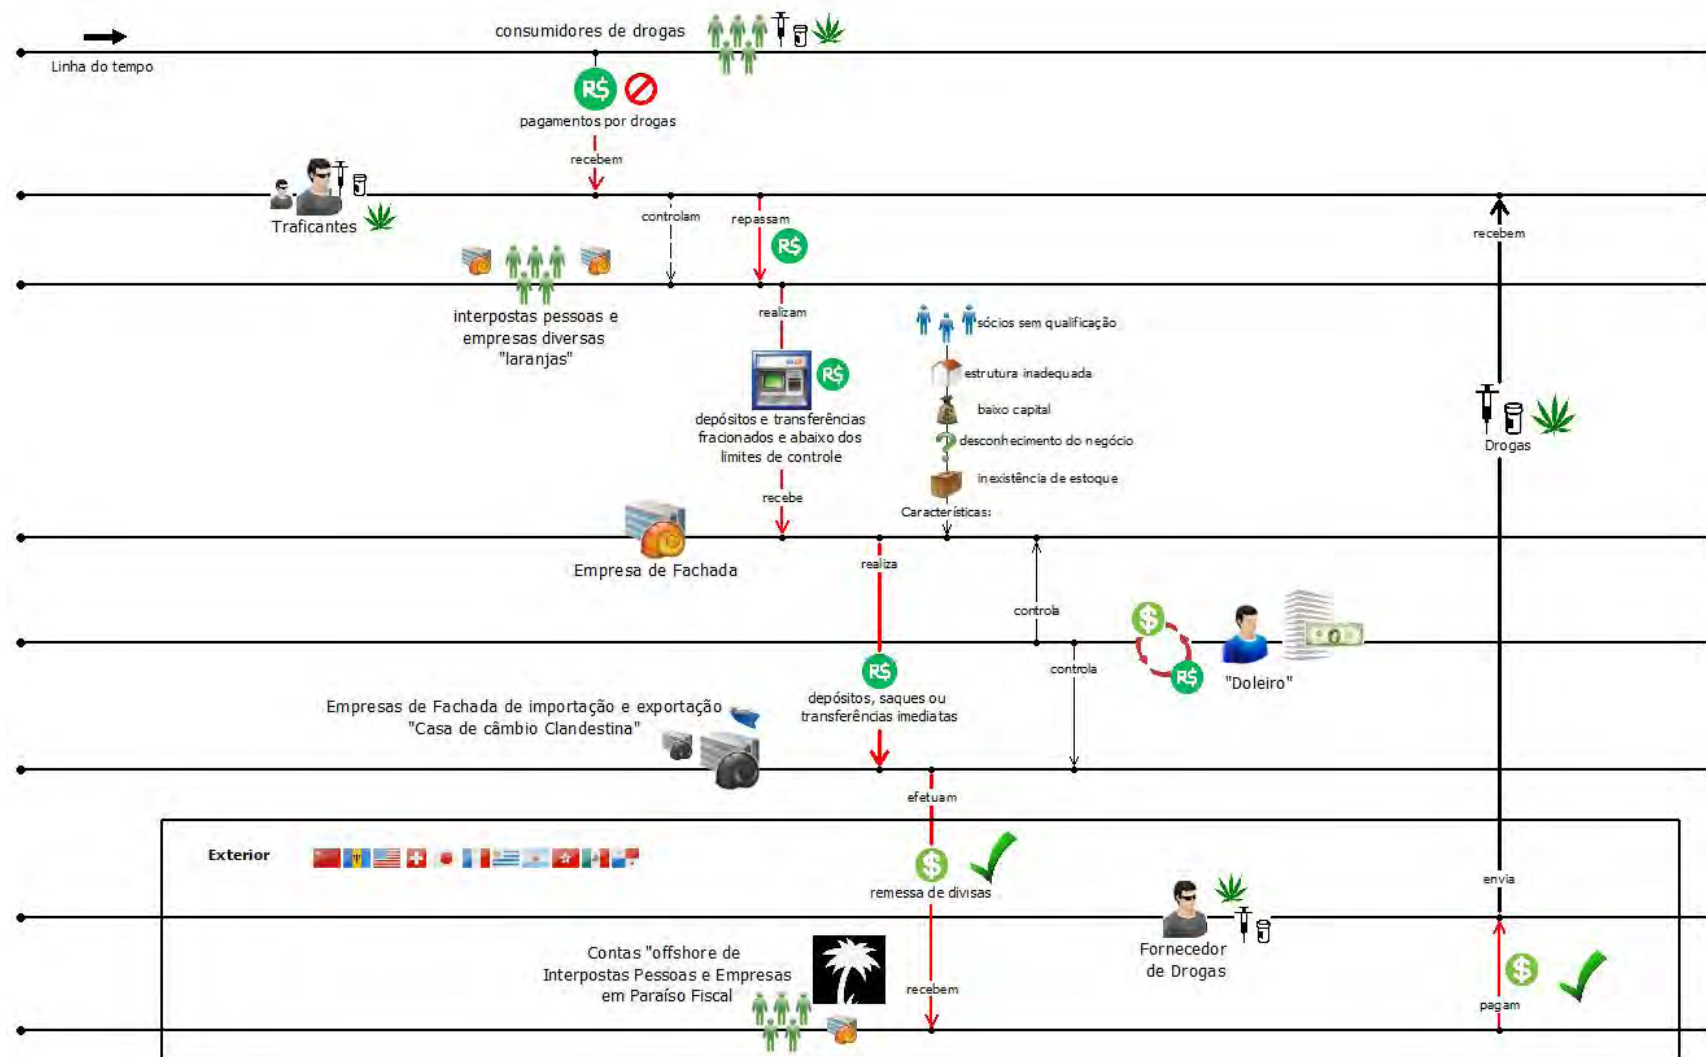 consumidores de drogas
Linha do tempo
R$
pagamentos por drogas
recebem
Traficantes
controlam
repassam
R$
recebem
interpostas pessoas e
empresas diversas
"laranjas"
realizam
R$
depósitos e transferências
fracionados e abaixo dos
limites de controle
recebe
sócios sem qualificação
estrutura inadequada
baixo capital
desconhecimento do negócio
inexistência de estoque
Características:
Drogas
Empresa de Fachada
realiza
controla
$
R$
"Doleiro"
controla
R$
depósitos, saques ou
transferências imediatas
Empresas de Fachada de importação e exportação
"Casa de câmbio Clandestina"
efetuam
Exterior
$
remessa de divisas
envia
Fornecedor
de Drogas
Contas "offshore de
Interpostas Pessoas e Empresas
em Paraíso Fiscal
recebem
$
pagam